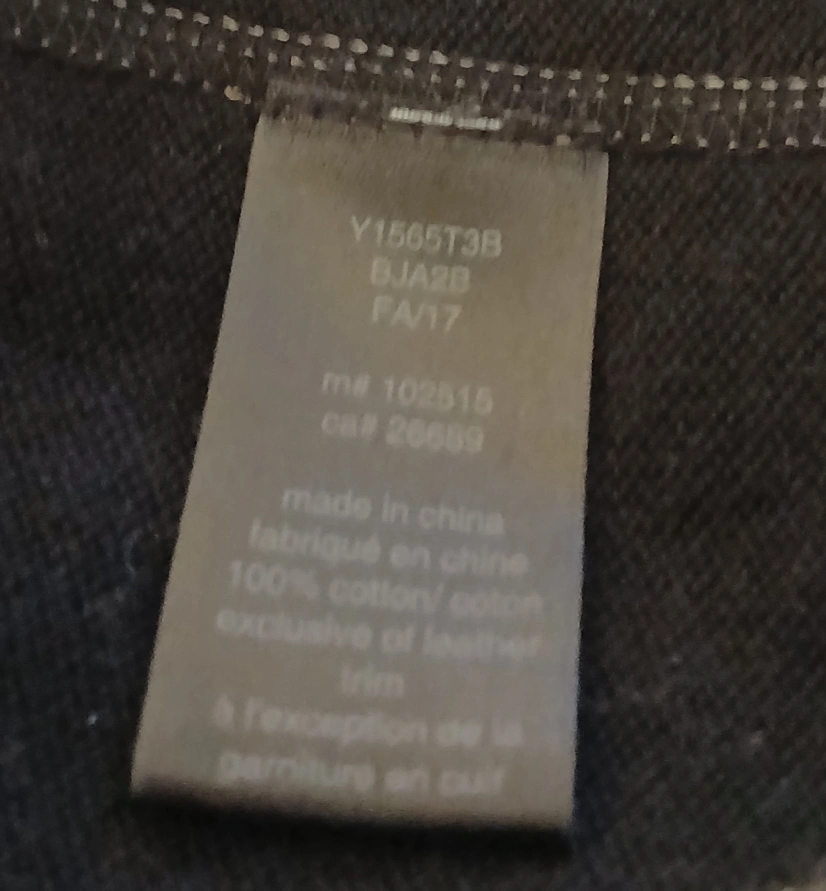 Y1565T3B
BJA2B
FA/17
m# 102515
ca# 26689
made in china
fabriqué en chine
100% cotton/ coton
exclusive of leather
trim
à l'exception de la
garniture en cuir